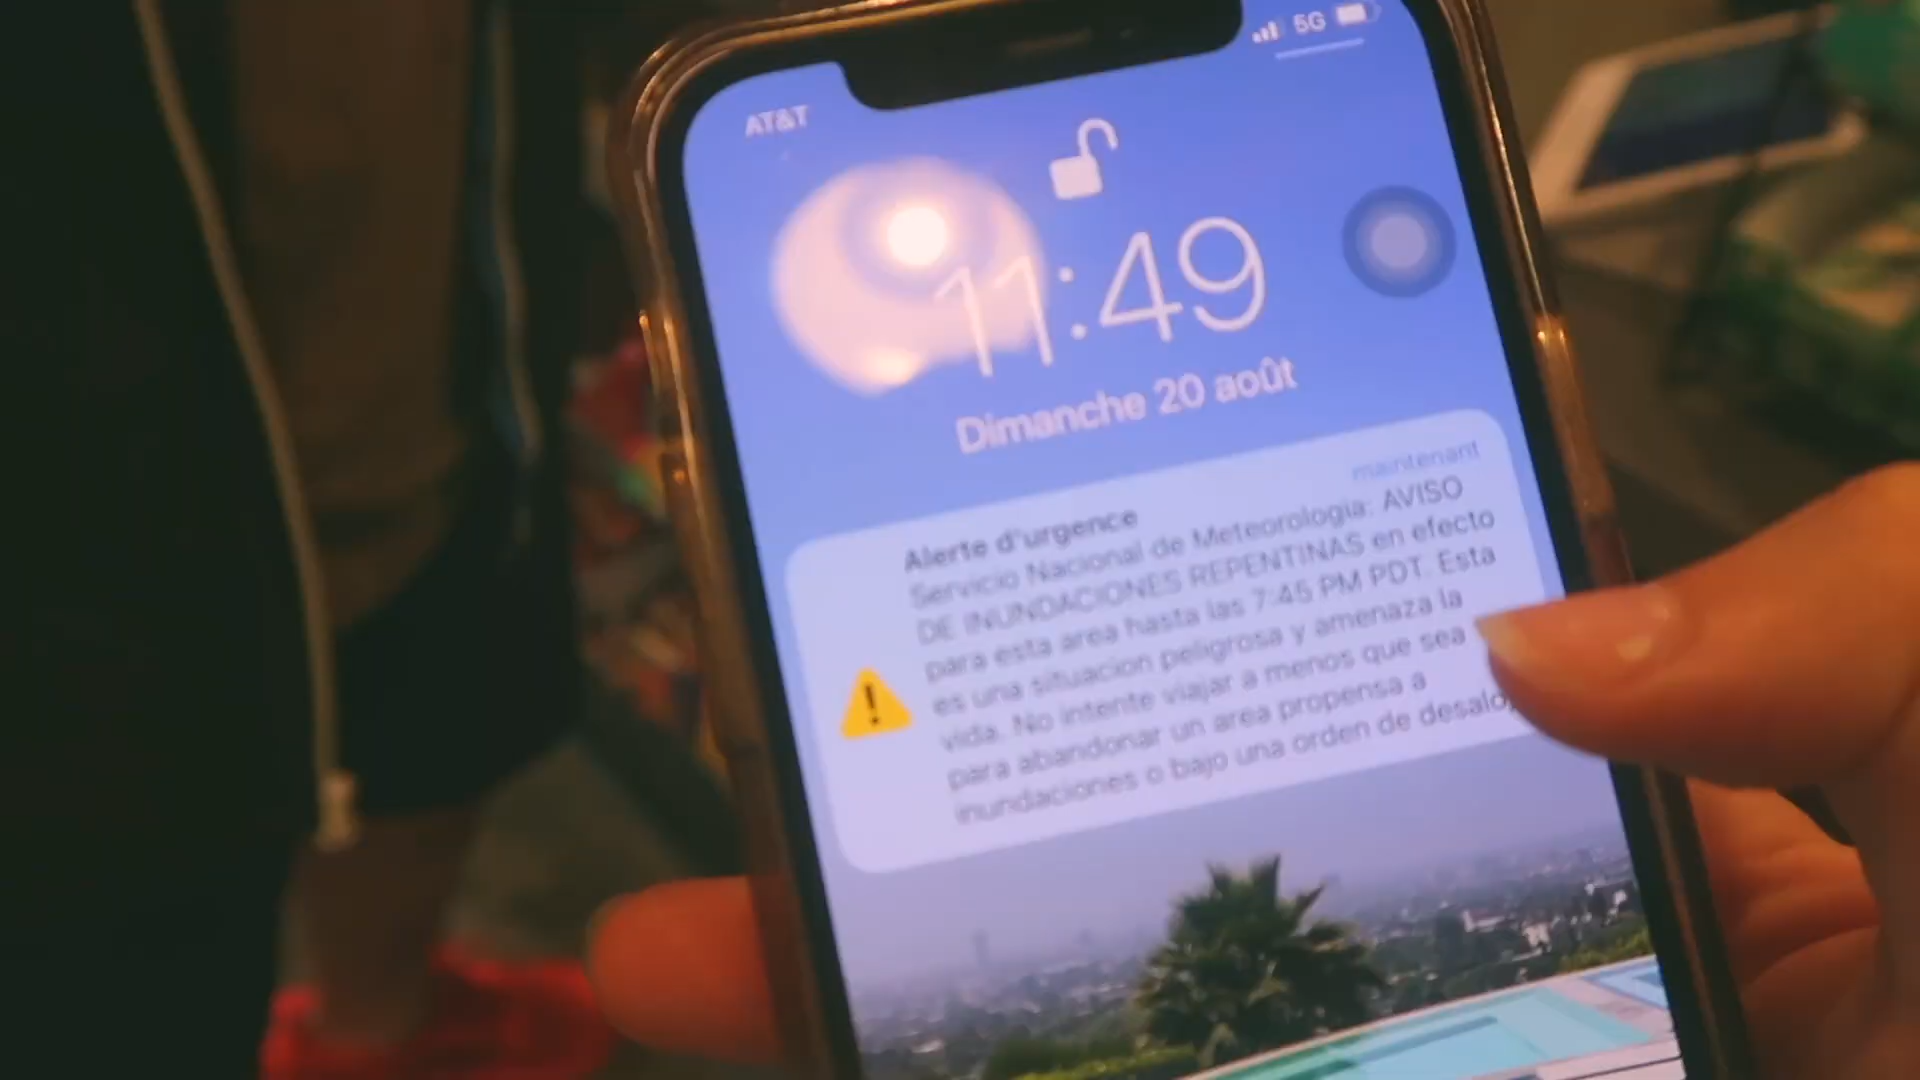 AT&T 5G
11:49
Dimanche 20 août
maintenant
Alerte d'urgence
Servicio Nacional de Meteorologia: AVISO
DE INUNDACIONES REPENTINAS en efecto
para esta area hasta las 7:45 PM PDT. Esta
es una situacion peligrosa y amenaza la
vida. No intente viajar a menos que sea
para abandonar un area propensa a
inundaciones o bajo una orden de desalo